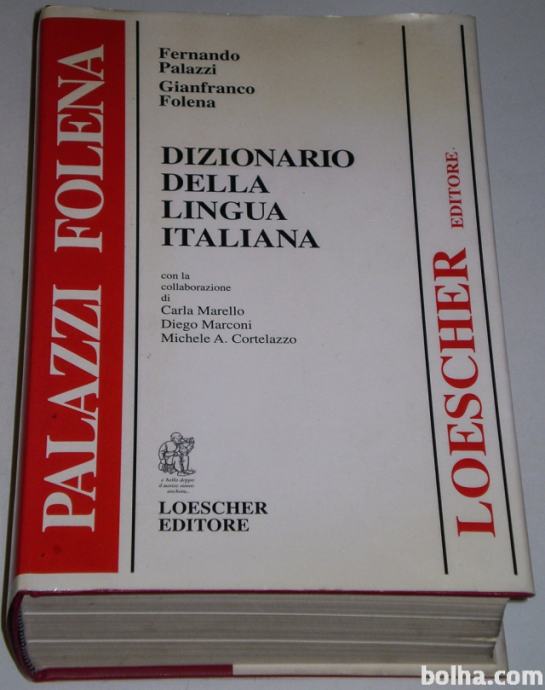 PALAZZI FOLENA
Fernando
Palazzi
Gianfranco
Folena
DIZIONARIO
DELLA
LINGUA
ITALIANA
con la
collaborazione
di
Carla Marello
Diego Marconi
Michele A. Cortelazzo
LOESCHER
EDITORE
LOESCHER EDITORE
bolha.com